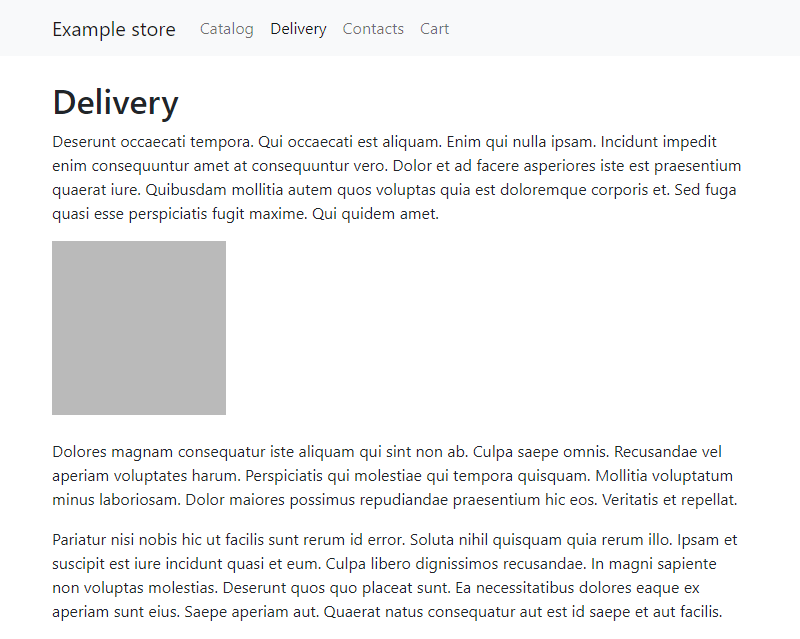 Example store Catalog Delivery Contacts Cart
Delivery
Deserunt occaecati tempora. Qui occaecati est aliquam. Enim qui nulla ipsam. Incidunt impedit
enim consequuntur amet at consequuntur vero. Dolor et ad facere asperiores iste est praesentium
quaerat iure. Quibusdam mollitia autem quos voluptas quia est doloremque corporis et. Sed fuga
quasi esse perspiciatis fugit maxime. Qui quidem amet.
Dolores magnam consequatur iste aliquam qui sint non ab. Culpa saepe omnis. Recusandae vel
aperiam voluptates harum. Perspiciatis qui molestiae qui tempora quisquam. Mollitia voluptatum
minus laboriosam. Dolor maiores possimus repudiandae praesentium hic eos. Veritatis et repellat.
Pariatur nisi nobis hic ut facilis sunt rerum id error. Soluta nihil quisquam quia rerum illo. Ipsam et
suscipit est iure incidunt quasi et eum. Culpa libero dignissimos recusandae. In magni sapiente
non voluptas molestias. Deserunt quos quo placeat sunt. Ea necessitatibus dolores eaque ex
aperiam sunt eius. Saepe aperiam aut. Quaerat natus consequatur aut est id saepe et aut facilis.